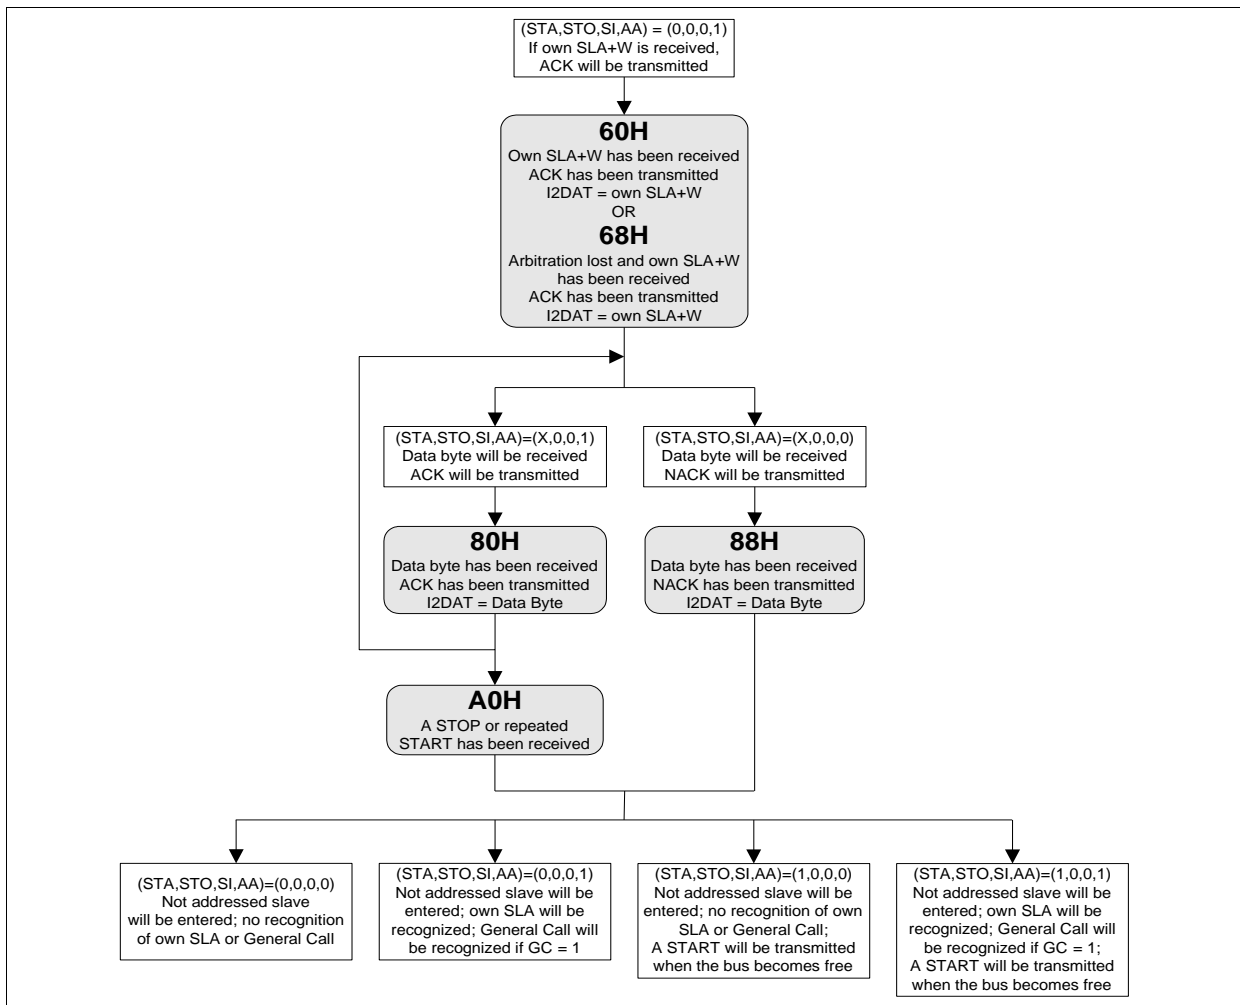 (STA,STO,SI,AA) = (0,0,0,1)
If own SLA+W is received,
ACK will be transmitted
60H
Own SLA+W has been received
ACK has been transmitted
I2DAT = own SLA+W
OR
68H
Arbitration lost and own SLA+W
has been received
ACK has been transmitted
I2DAT = own SLA+W
(STA,STO,SI,AA)=(X,0,0,1)
Data byte will be received
ACK will be transmitted
(STA,STO,SI,AA)=(X,0,0,0)
Data byte will be received
NACK will be transmitted
80H
Data byte has been received
ACK has been transmitted
I2DAT = Data Byte
88H
Data byte has been received
NACK has been transmitted
I2DAT = Data Byte
A0H
A STOP or repeated
START has been received
(STA,STO,SI,AA)=(0,0,0,0)
Not addressed slave
will be entered; no recognition
of own SLA or General Call
(STA,STO,SI,AA)=(0,0,0,1)
Not addressed slave will be
entered; own SLA will be
recognized; General Call will
be recognized if GC = 1
(STA,STO,SI,AA)=(1,0,0,0)
Not addressed slave will be
entered; no recognition of own
SLA or General Call;
A START will be transmitted
when the bus becomes free
(STA,STO,SI,AA)=(1,0,0,1)
Not addressed slave will be
entered; own SLA will be
recognized; General Call will
be recognized if GC = 1;
A START will be transmitted
when the bus becomes free